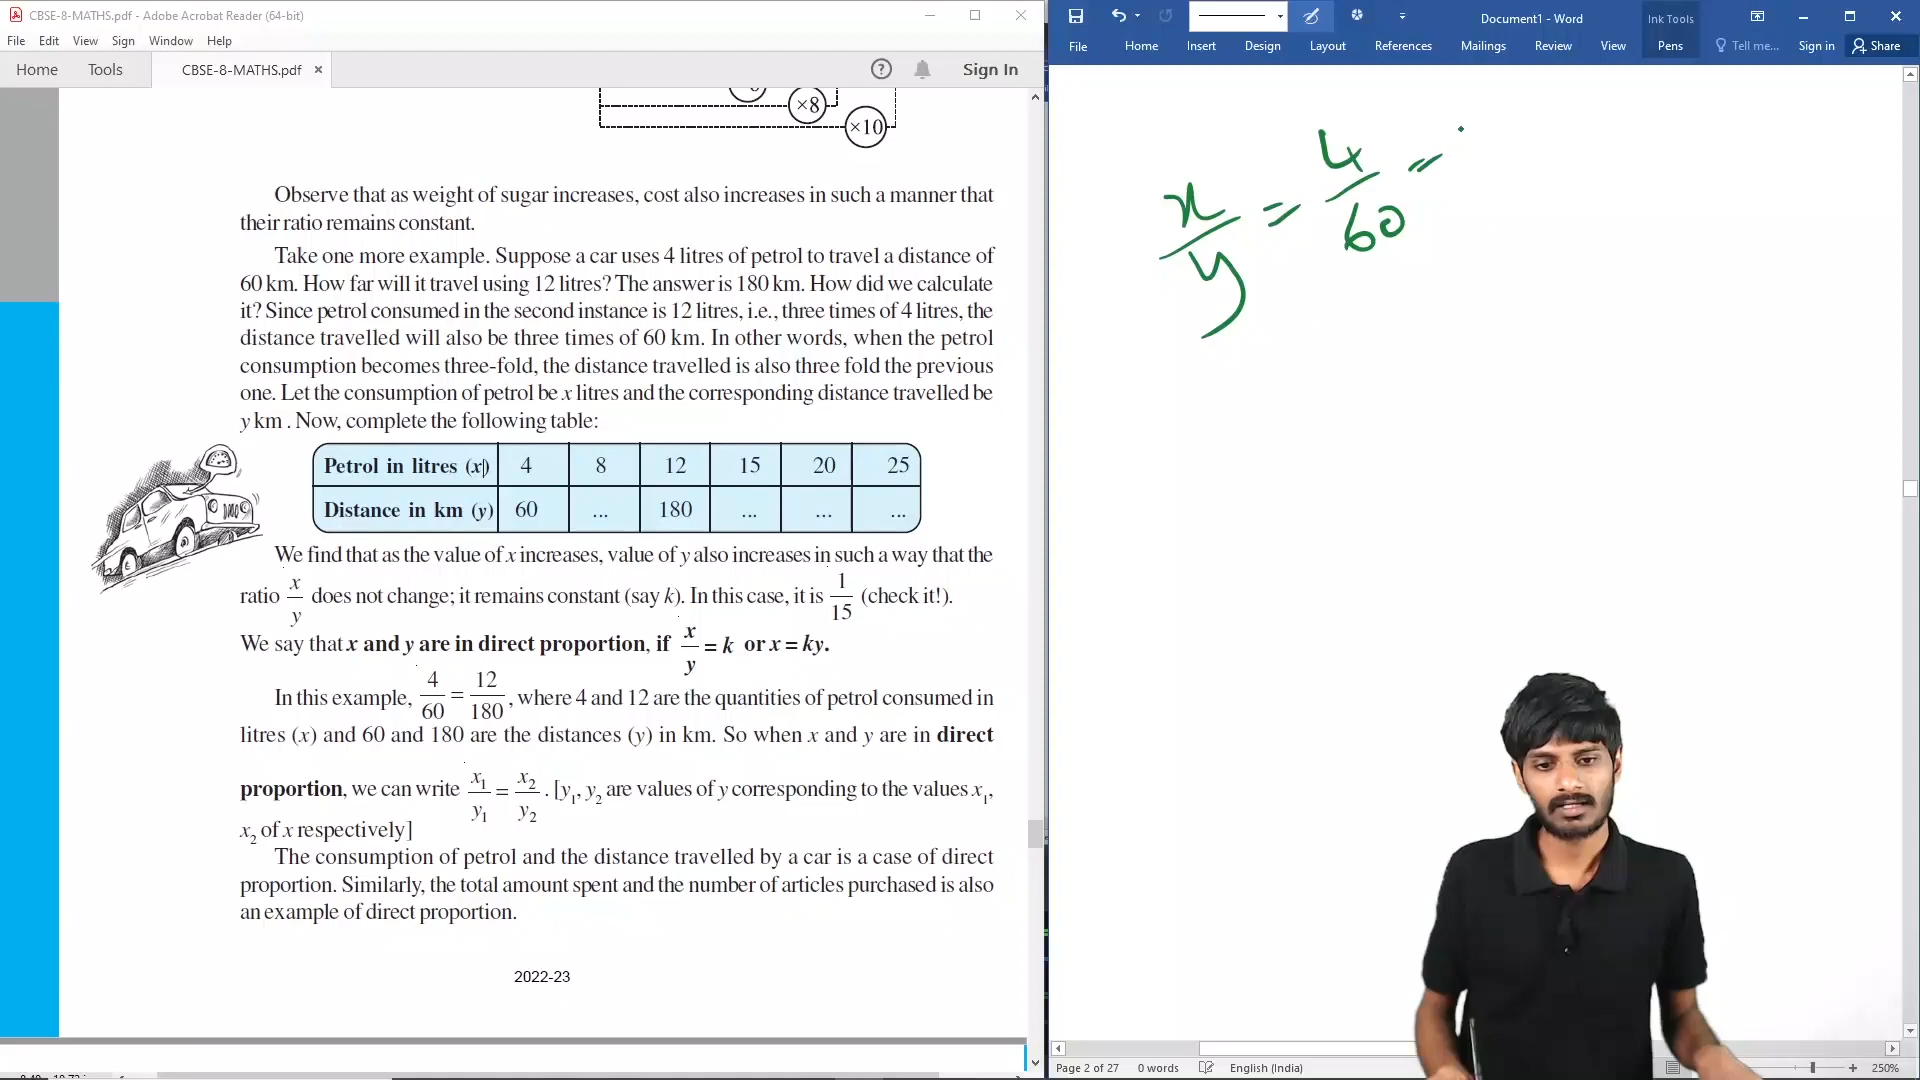 CBSE-8-MATHS.pdf - Adobe Acrobat Reader (64-bit)
File Edit View Sign Window Help
Home Tools CBSE-8-MATHS.pdf × Sign In
×8
×10
Observe that as weight of sugar increases, cost also increases in such a manner that
their ratio remains constant.
Take one more example. Suppose a car uses 4 litres of petrol to travel a distance of
60 km. How far will it travel using 12 litres? The answer is 180 km. How did we calculate
it? Since petrol consumed in the second instance is 12 litres, i.e., three times of 4 litres, the
distance travelled will also be three times of 60 km. In other words, when the petrol
consumption becomes three-fold, the distance travelled is also three fold the previous
one. Let the consumption of petrol be x litres and the corresponding distance travelled be
y km . Now, complete the following table:
Petrol in litres (x) 4 8 12 15 20 25
Distance in km (y) 60 ... 180 ... ... ...
We find that as the value of x increases, value of y also increases in such a way that the
ratio x/y does not change; it remains constant (say k). In this case, it is 1/15 (check it!).
We say that x and y are in direct proportion, if x/y = k or x = ky.
In this example, 4/60 = 12/180, where 4 and 12 are the quantities of petrol consumed in
litres (x) and 60 and 180 are the distances (y) in km. So when x and y are in direct
proportion, we can write x₁/y₁ = x₂/y₂. [y₁, y₂ are values of y corresponding to the values x₁,
x₂ of x respectively]
The consumption of petrol and the distance travelled by a car is a case of direct
proportion. Similarly, the total amount spent and the number of articles purchased is also
an example of direct proportion.
2022-23
Document1 - Word Ink Tools
File Home Insert Design Layout References Mailings Review View Pens Tell me... Sign in Share
x/y = 4/60 =
Page 2 of 27 0 words English (India) 250%